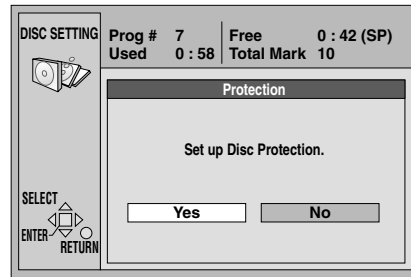 DISC SETTING
Prog # 7 Free 0 : 42 (SP)
Used 0 : 58 Total Mark 10
Protection
Set up Disc Protection.
Yes No
SELECT
ENTER
RETURN